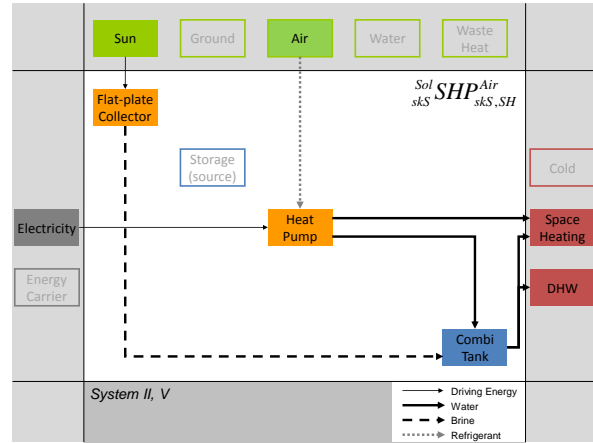 Sun
Ground
Air
Water
Waste
Heat
Sol
skS SHP Air
skS,SH
Flat-plate
Collector
Storage
(source)
Cold
Electricity
Heat
Pump
Space
Heating
Energy
Carrier
DHW
Combi
Tank
System II, V
Driving Energy
Water
Brine
Refrigerant